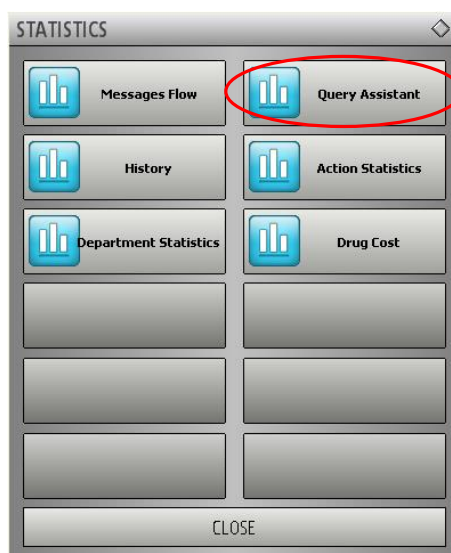 STATISTICS
Messages Flow
Query Assistant
History
Action Statistics
Department Statistics
Drug Cost
CLOSE